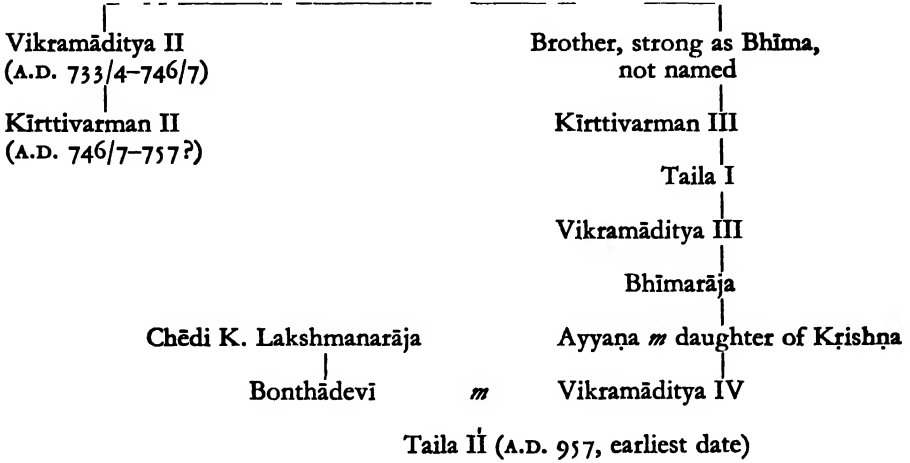 Vikramāditya II Brother, strong as Bhīma,
(A.D. 733/4–746/7) not named
Kīrttivarman II Kīrttivarman III
(A.D. 746/7–757?)
Taila I
Vikramāditya III
Bhīmarāja
Chēdi K. Lakshmanarāja Ayyaṇa m daughter of Kṛishṇa
Bonthādevī m Vikramāditya IV
Taila II (A.D. 957, earliest date)